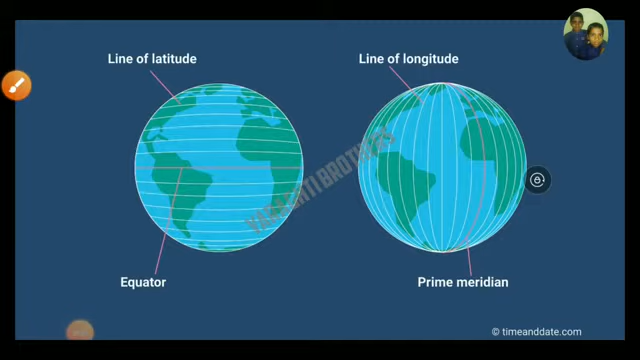 Line of latitude
Line of longitude
Equator
Prime meridian
© timeanddate.com